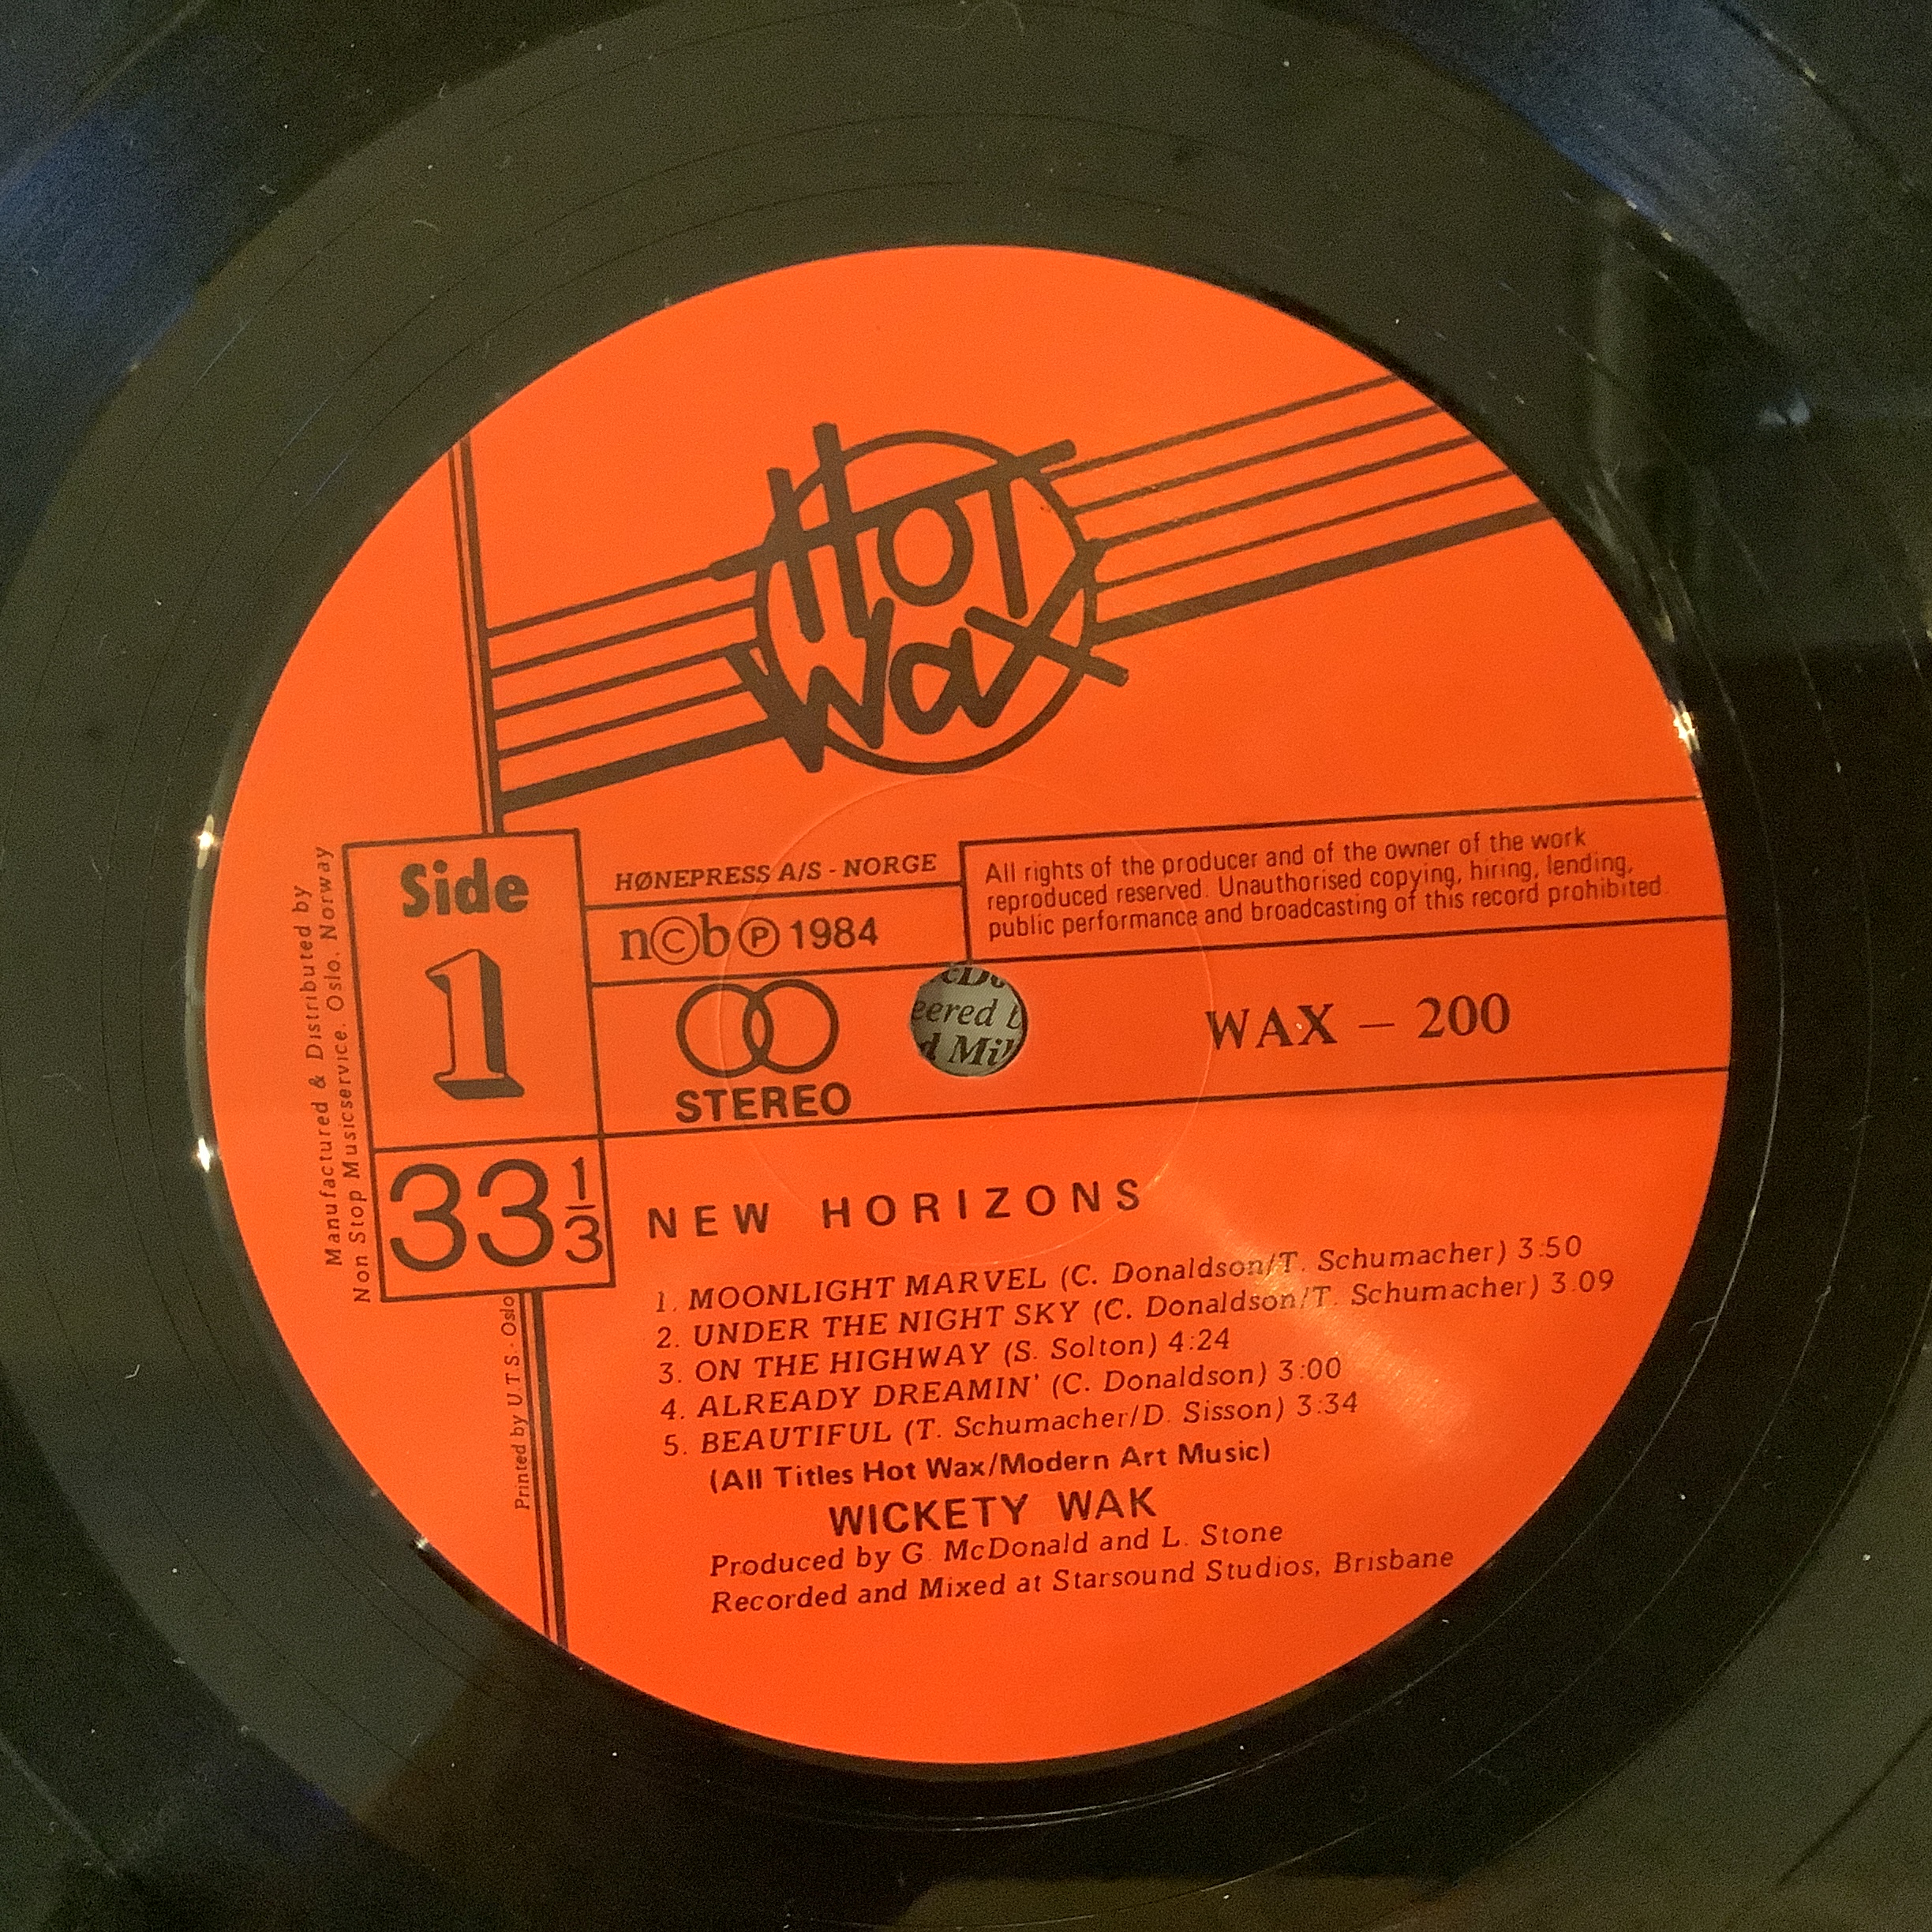 Hot
Wax
Manufactured & Distributed by
Non Stop Musicservice. Oslo. Norway
Side
1
33 1/3
HØNEPRESS A/S - NORGE
n©b℗ 1984
STEREO
All rights of the producer and of the owner of the work
reproduced reserved. Unauthorised copying, hiring, lending,
public performance and broadcasting of this record prohibited.
eered
d
WAX – 200
NEW HORIZONS
1. MOONLIGHT MARVEL (C. Donaldson/T. Schumacher) 3:50
2. UNDER THE NIGHT SKY (C. Donaldson/T. Schumacher) 3.09
3. ON THE HIGHWAY (S. Solton) 4:24
4. ALREADY DREAMIN' (C. Donaldson) 3:00
5. BEAUTIFUL (T. Schumacher/D. Sisson) 3:34
(All Titles Hot Wax/Modern Art Music)
WICKETY WAK
Produced by G. McDonald and L. Stone
Recorded and Mixed at Starsound Studios, Brisbane
Printed by U.T.S.- Oslo